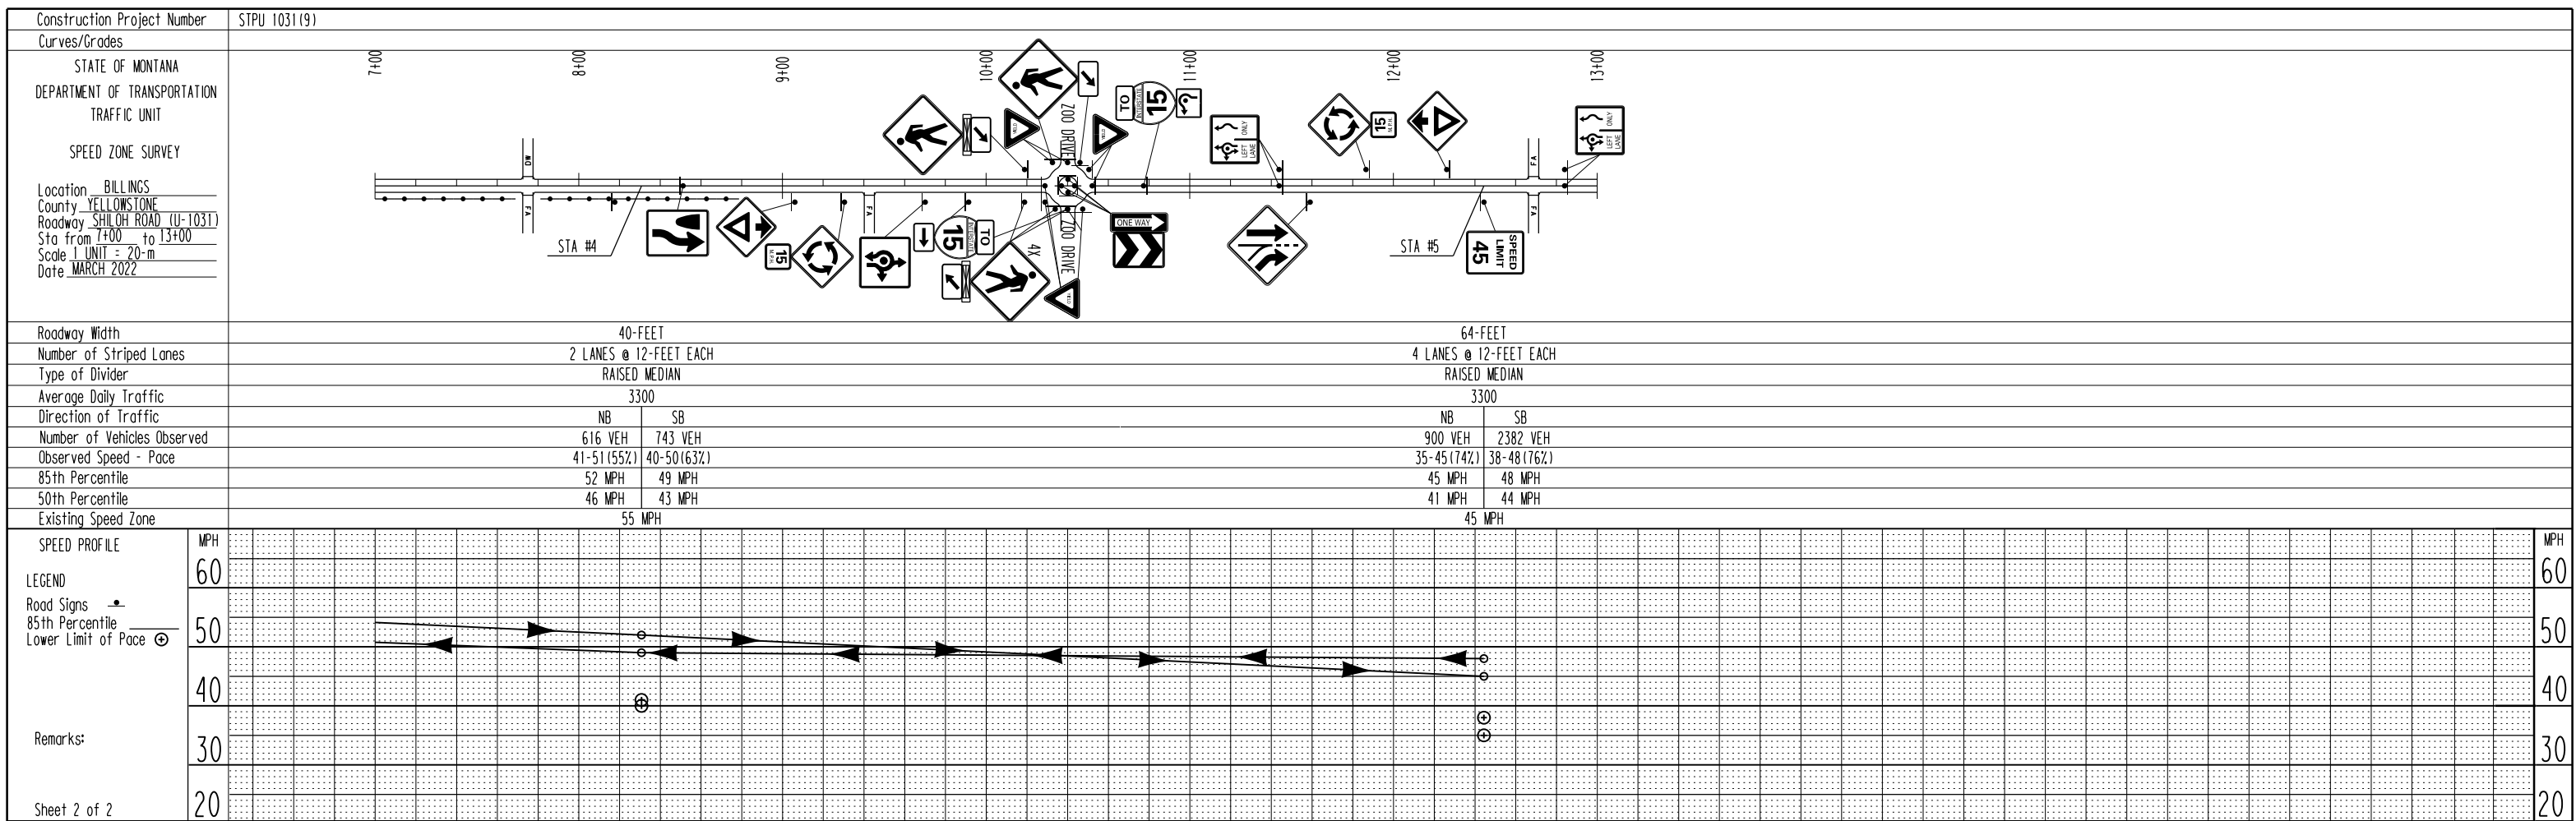 Construction Project Number STPU 1031(9)
Curves/Grades
STATE OF MONTANA
DEPARTMENT OF TRANSPORTATION
TRAFFIC UNIT
SPEED ZONE SURVEY
Location BILLINGS
County YELLOWSTONE
Roadway SHILOH ROAD (U-1031)
Sta from 7+00 to 13+00
Scale 1 UNIT = 20-m
Date MARCH 2022
7+00 8+00 9+00 10+00 11+00 12+00 13+00
DW
FA
FA
FA
FA
STA #4
15 M.P.H.
INTERSTATE 15
TO
4X
ZOO DRIVE
ZOO DRIVE
YIELD
YIELD
YIELD
TO
INTERSTATE 15
ONE WAY
ONLY
LEFT LANE
15 M.P.H.
STA #5
SPEED LIMIT 45
ONLY
LEFT LANE
Roadway Width 40-FEET 64-FEET
Number of Striped Lanes 2 LANES @ 12-FEET EACH 4 LANES @ 12-FEET EACH
Type of Divider RAISED MEDIAN RAISED MEDIAN
Average Daily Traffic 3300 3300
Direction of Traffic NB SB NB SB
Number of Vehicles Observed 616 VEH 743 VEH 900 VEH 2382 VEH
Observed Speed - Pace 41-51(55%) 40-50(63%) 35-45(74%) 38-48(76%)
85th Percentile 52 MPH 49 MPH 45 MPH 48 MPH
50th Percentile 46 MPH 43 MPH 41 MPH 44 MPH
Existing Speed Zone 55 MPH 45 MPH
SPEED PROFILE MPH MPH
60 60
LEGEND
Road Signs
85th Percentile
Lower Limit of Pace
50 50
40 40
Remarks:
30 30
Sheet 2 of 2
20 20